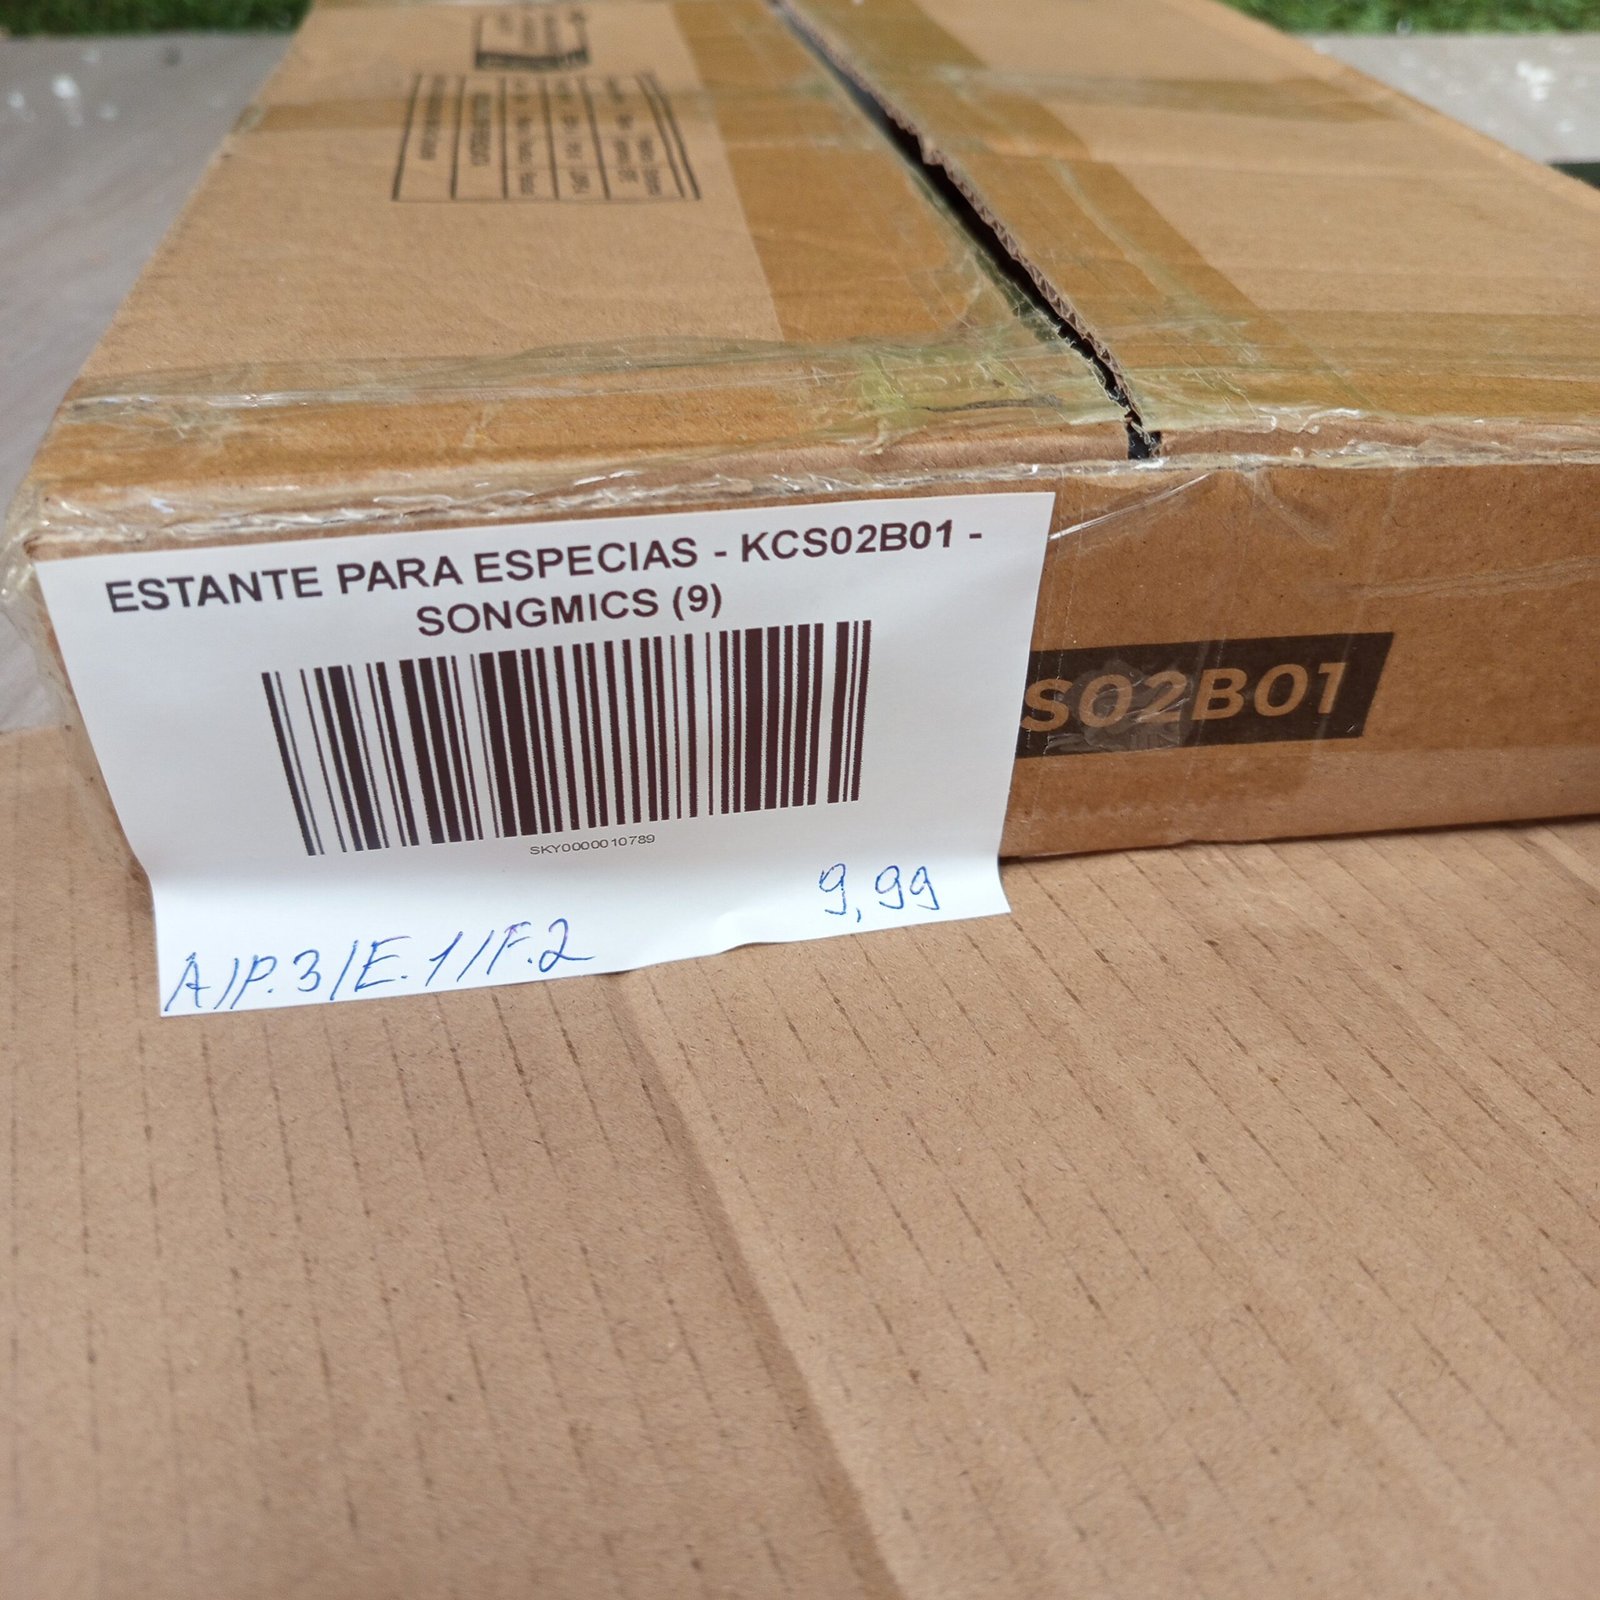 ESTANTE PARA ESPECIAS - KCS02B01 -
SONGMICS (9)
SKY0000010789
9,99
A/P.3/E.1/F.2
S02B01